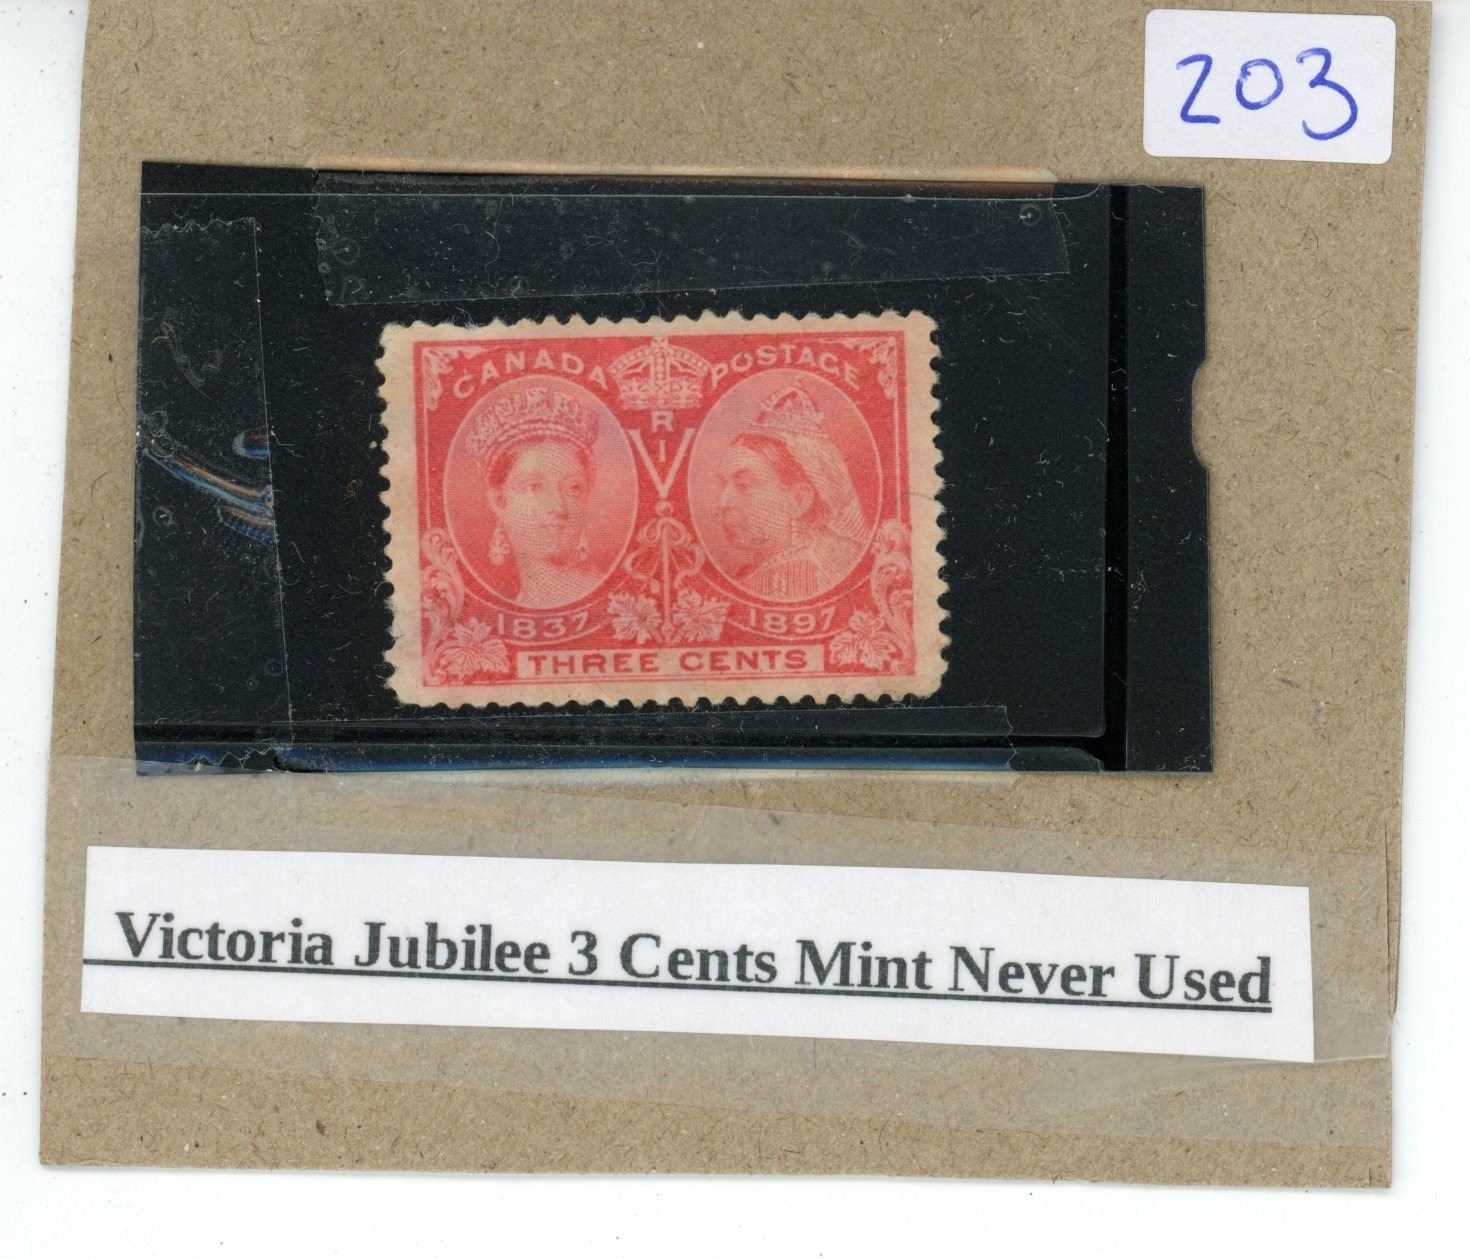 203
CANADA POSTAGE
V
R
I
1837 1897
THREE CENTS
Victoria Jubilee 3 Cents Mint Never Used